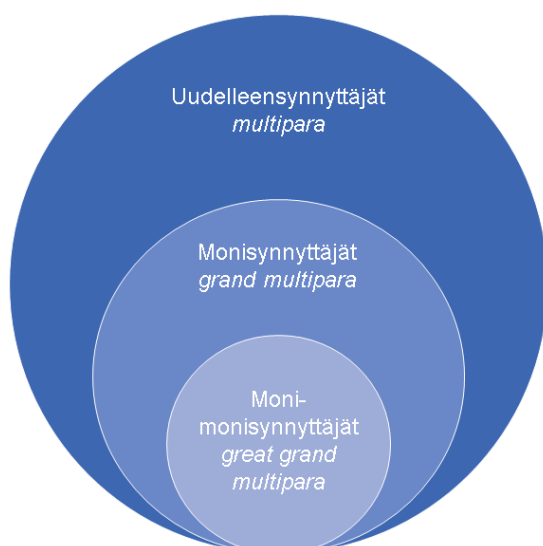 Uudelleensynnyttäjät
multipara
Monisynnyttäjät
grand multipara
Moni-
monisynnyttäjät
great grand
multipara